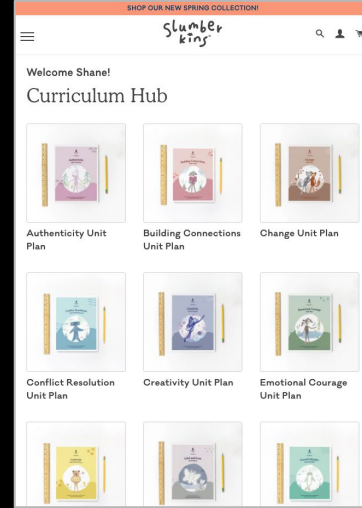 SHOP OUR NEW SPRING COLLECTION!
slumber
kins
Welcome Shane!
Curriculum Hub
Authenticity Unit
Plan
Building Connections
Unit Plan
Change Unit Plan
Conflict Resolution
Unit Plan
Creativity Unit Plan
Emotional Courage
Unit Plan